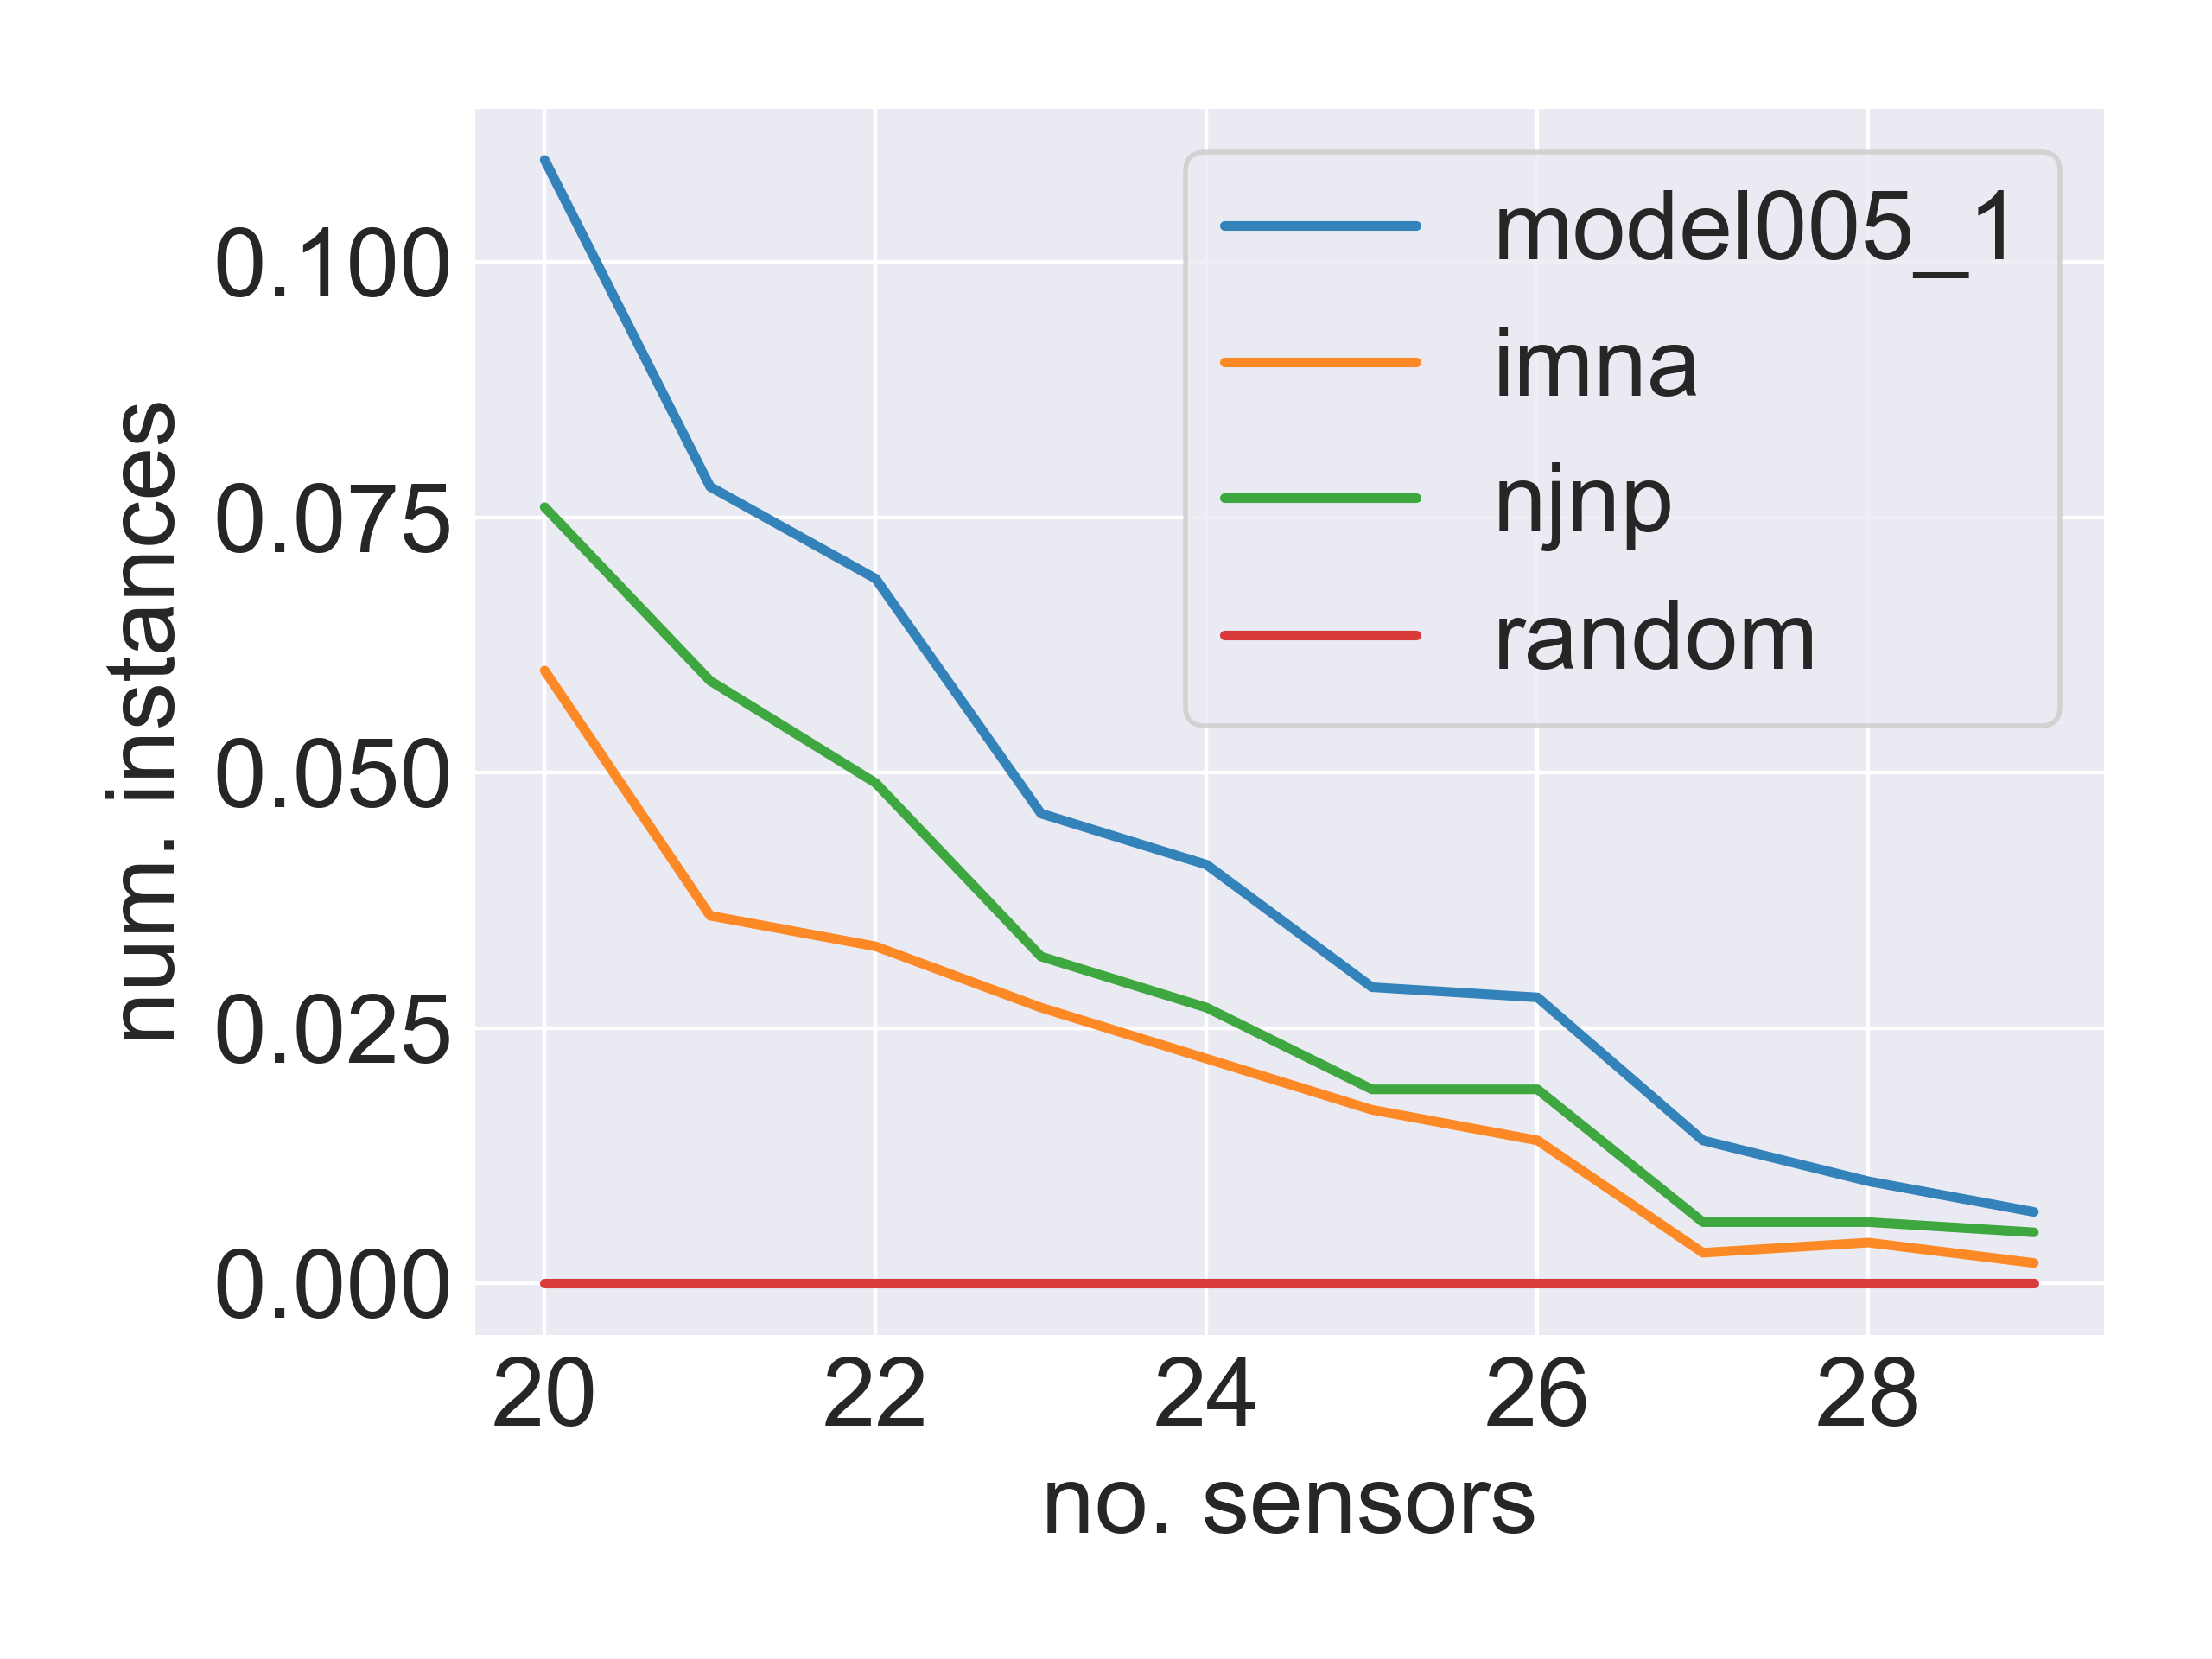 num. instances
0.100
0.075
0.050
0.025
0.000
20 22 24 26 28
no. sensors
model005_1
imna
njnp
random